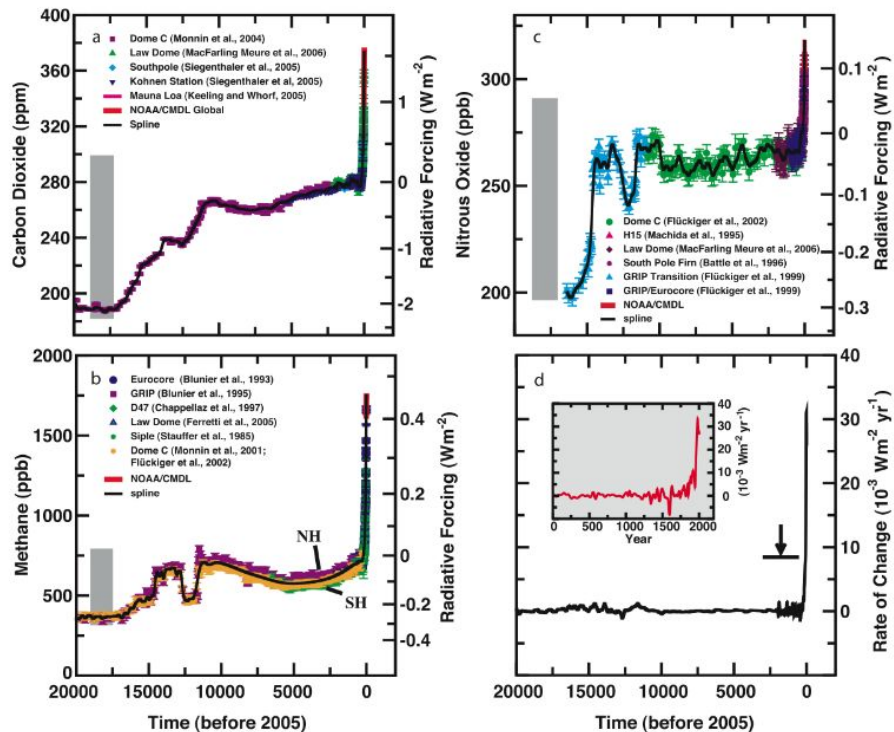 a
400
360
320
280
240
200
Carbon Dioxide (ppm)
Dome C (Monnin et al., 2004)
Law Dome (MacFarling Meure et al., 2006)
Southpole (Siegenthaler et al., 2005)
Kohnen Station (Siegenthaler et al., 2005)
Mauna Loa (Keeling and Whorf, 2005)
NOAA/CMDL Global
Spline
1
0
-1
-2
Radiative Forcing (Wm-2)
c
300
250
200
Nitrous Oxide (ppb)
Dome C (Flückiger et al., 2002)
H15 (Machida et al., 1995)
Law Dome (MacFarling Meure et al., 2006)
South Pole Firn (Battle et al., 1996)
GRIP Transition (Flückiger et al., 1999)
GRIP/Eurocore (Flückiger et al., 1999)
NOAA/CMDL
spline
0.1
0
-0.1
-0.2
-0.3
Radiative Forcing (Wm-2)
b
2000
1750
1500
1000
750
500
0
Methane (ppb)
Eurocore (Blunier et al., 1993)
GRIP (Blunier et al., 1995)
D47 (Chappellaz et al., 1997)
Law Dome (Ferretti et al., 2005)
Siple (Stauffer et al., 1985)
Dome C (Monnin et al., 2001;
Flückiger et al., 2002)
NOAA/CMDL
spline
NH
SH
0.4
0.2
0
-0.2
-0.4
Radiative Forcing (Wm-2)
20000 15000 10000 5000 0
Time (before 2005)
d
40
30
20
10
0
(10-3 Wm-2 yr-1)
0 500 1000 1500 2000
Year
40
30
20
10
0
Rate of Change (10-3 Wm-2 yr-1)
20000 15000 10000 5000 0
Time (before 2005)